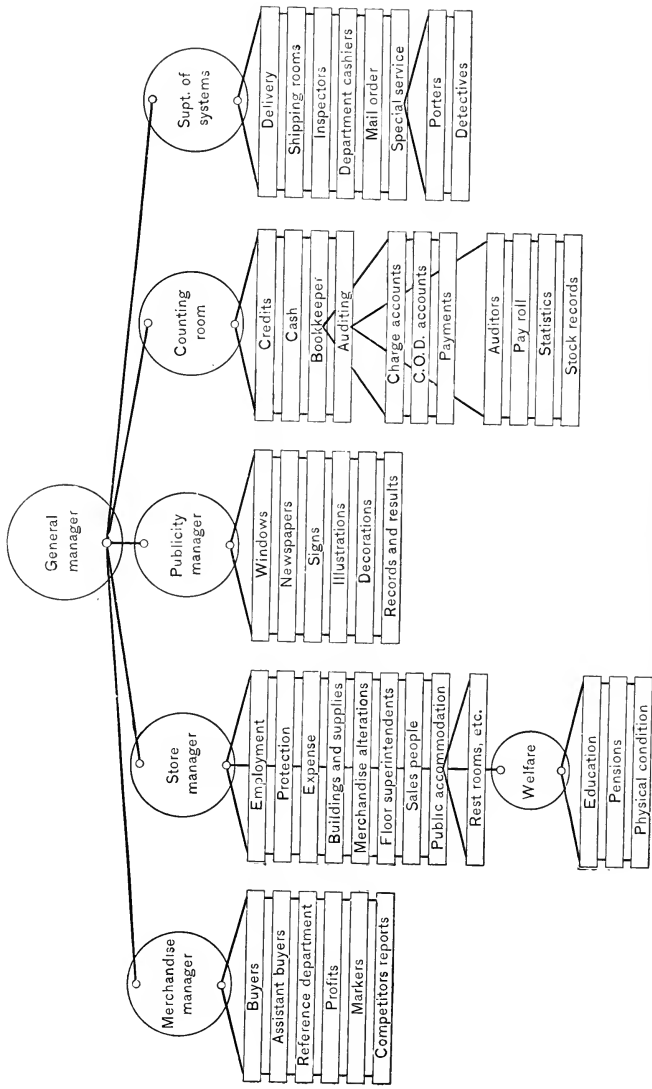 General
manager
Merchandise
manager
Buyers
Assistant buyers
Reference department
Profits
Markers
Competitors reports
Store
manager
Employment
Protection
Expense
Buildings and supplies
Merchandise alterations
Floor superintendents
Sales people
Public accommodation
Rest rooms, etc.
Welfare
Education
Pensions
Physical condition
Publicity
manager
Windows
Newspapers
Signs
Illustrations
Decorations
Records and results
Counting
room
Credits
Cash
Bookkeeper
Auditing
Charge accounts
C.O.D. accounts
Payments
Auditors
Pay roll
Statistics
Stock records
Supt. of
systems
Delivery
Shipping rooms
Inspectors
Department cashiers
Mail order
Special service
Porters
Detectives